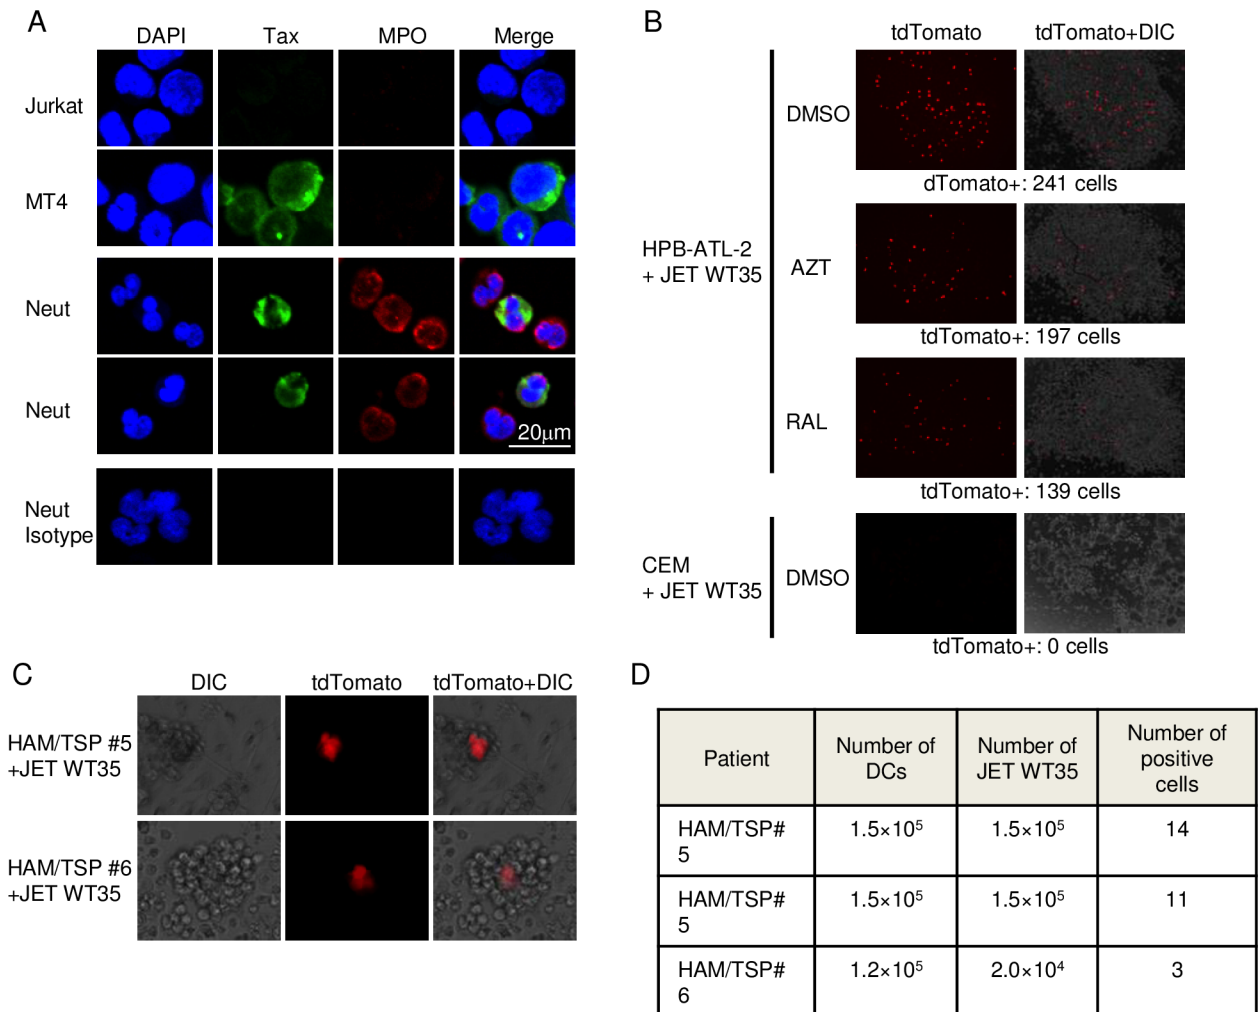 A
DAPI Tax MPO Merge
Jurkat
MT4
Neut
Neut
20μm
Neut
Isotype
B
tdTomato tdTomato+DIC
DMSO
dTomato+: 241 cells
HPB-ATL-2
+ JET WT35
AZT
tdTomato+: 197 cells
RAL
tdTomato+: 139 cells
CEM
+ JET WT35
DMSO
tdTomato+: 0 cells
C
DIC tdTomato tdTomato+DIC
HAM/TSP #5
+JET WT35
HAM/TSP #6
+JET WT35
D
Patient
Number of
DCs
Number of
JET WT35
Number of
positive
cells
HAM/TSP#
5
1.5×10⁵
1.5×10⁵
14
HAM/TSP#
5
1.5×10⁵
1.5×10⁵
11
HAM/TSP#
6
1.2×10⁵
2.0×10⁴
3